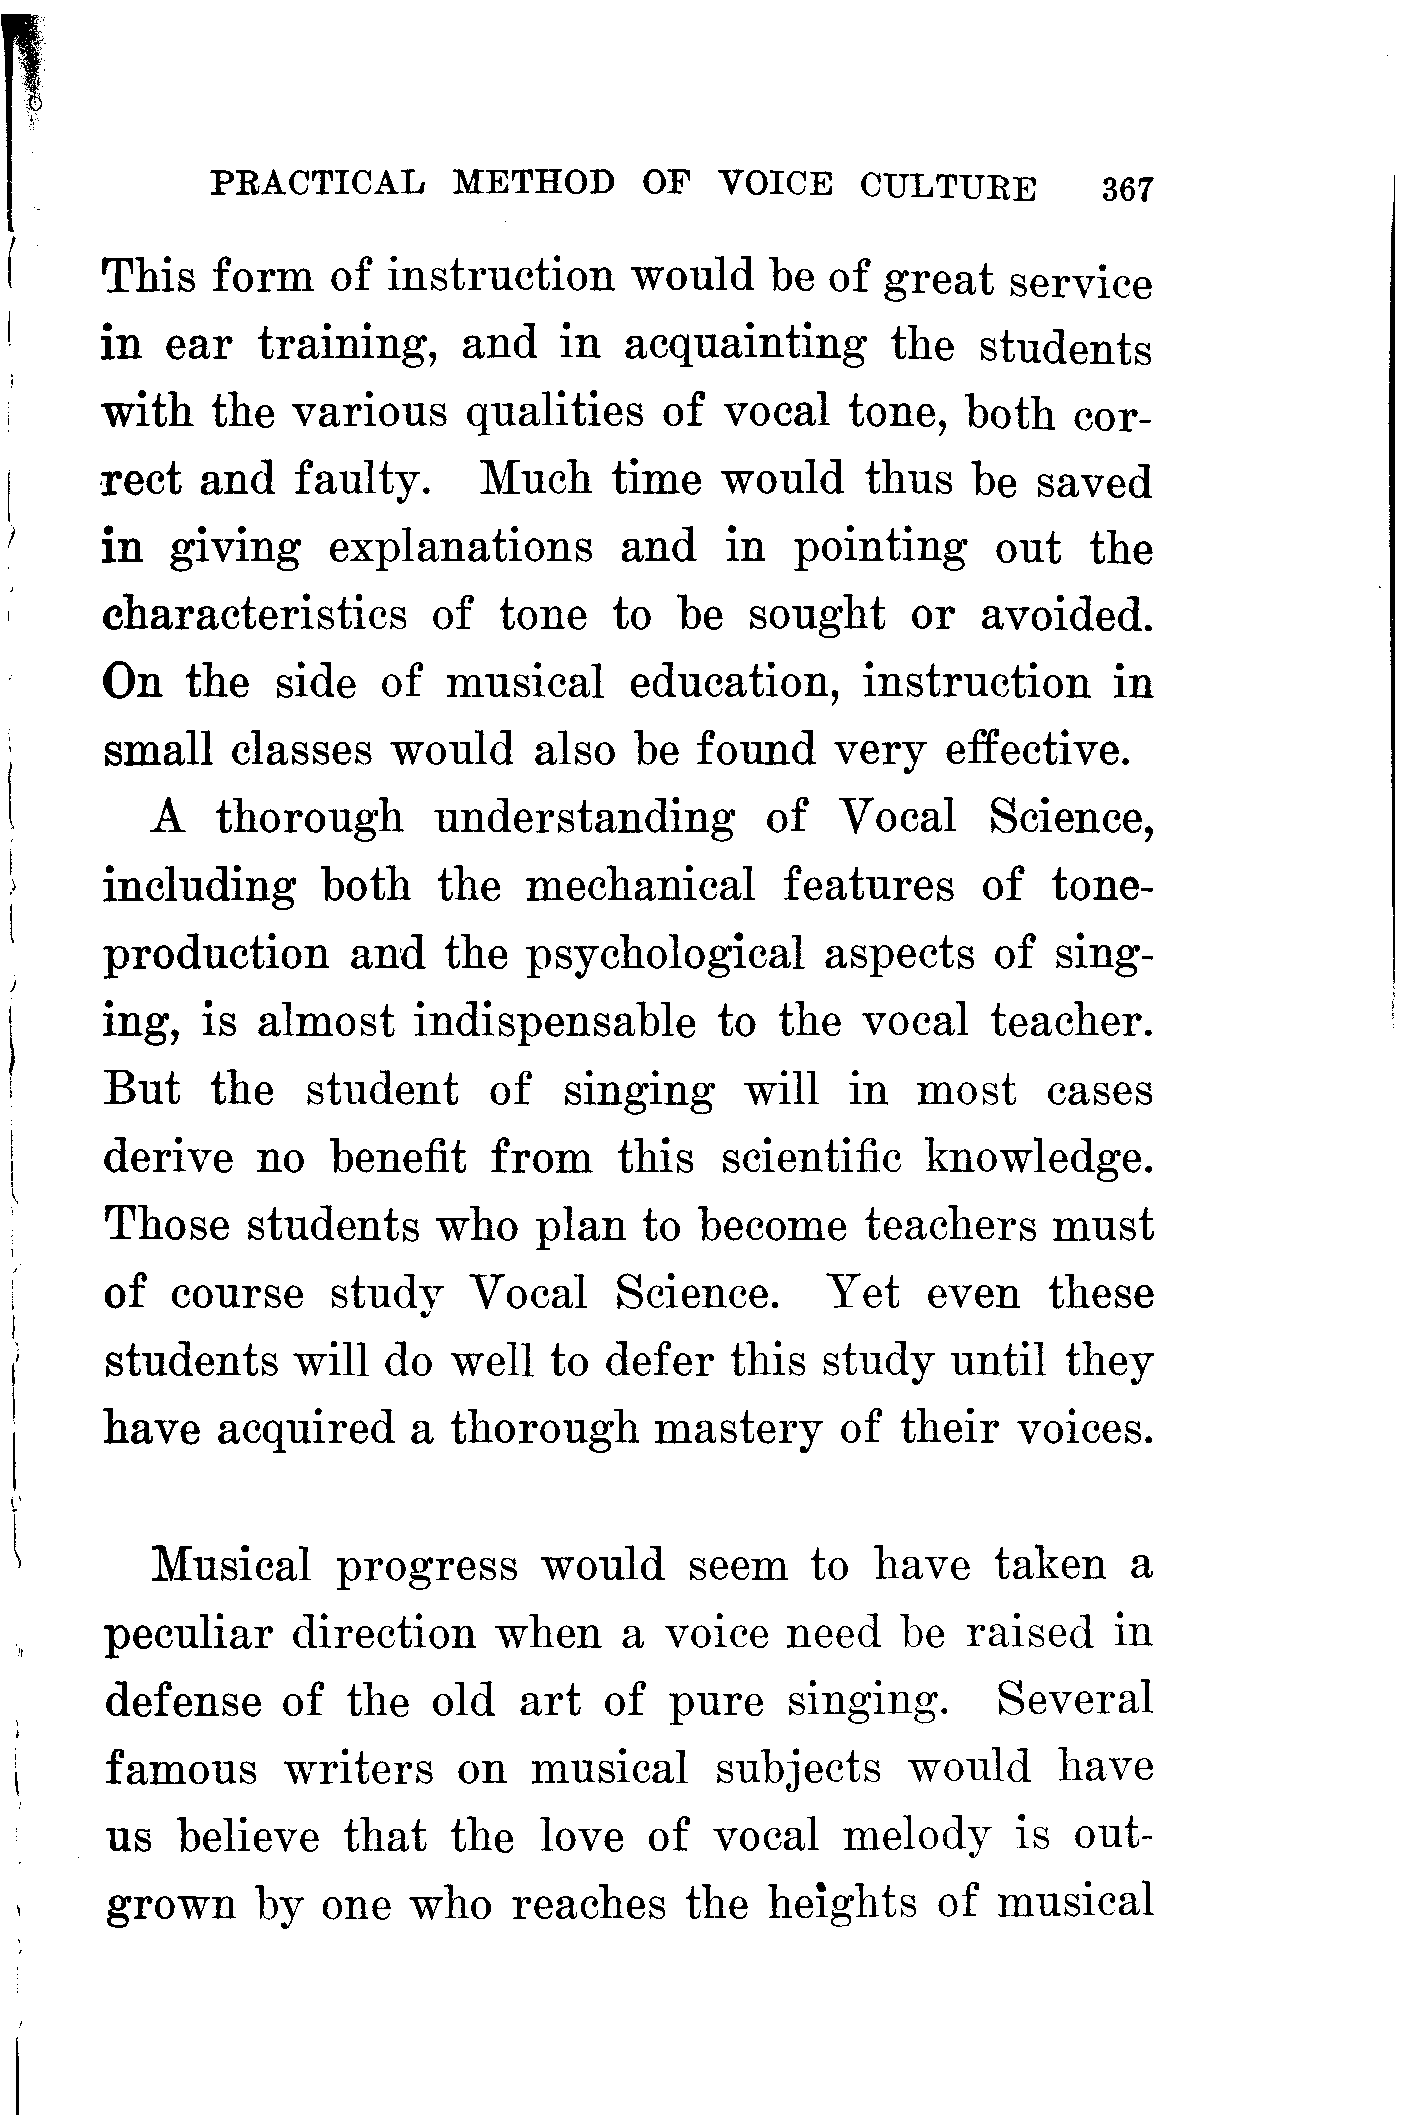 PRACTICAL METHOD OF VOICE CULTURE 367
This form of instruction would be of great service
in ear training, and in acquainting the students
with the various qualities of vocal tone, both cor-
rect and faulty. Much time would thus be saved
in giving explanations and in pointing out the
characteristics of tone to be sought or avoided.
On the side of musical education, instruction in
small classes would also be found very effective.
A thorough understanding of Vocal Science,
including both the mechanical features of tone-
production and the psychological aspects of sing-
ing, is almost indispensable to the vocal teacher.
But the student of singing will in most cases
derive no benefit from this scientific knowledge.
Those students who plan to become teachers must
of course study Vocal Science. Yet even these
students will do well to defer this study until they
have acquired a thorough mastery of their voices.
Musical progress would seem to have taken a
peculiar direction when a voice need be raised in
defense of the old art of pure singing. Several
famous writers on musical subjects would have
us believe that the love of vocal melody is out-
grown by one who reaches the heights of musical